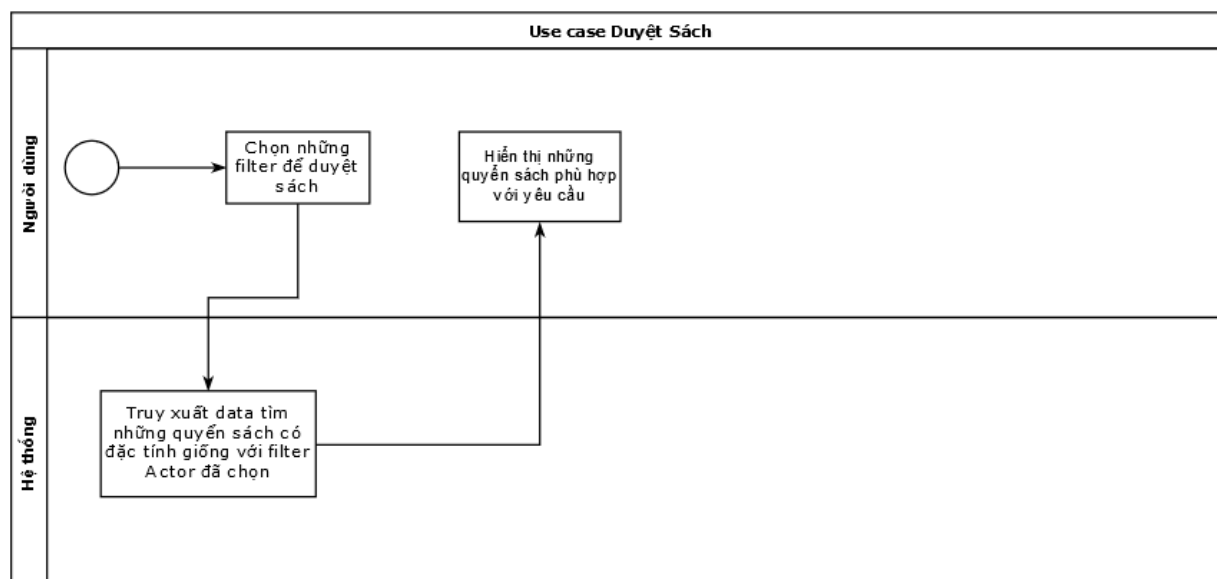 Use case Duyệt Sách
Người dùng
Chọn những
filter để duyệt
sách
Hiển thị những
quyển sách phù hợp
với yêu cầu
Hệ thống
Truy xuất data tìm
những quyển sách có
đặc tính giống với filter
Actor đã chọn